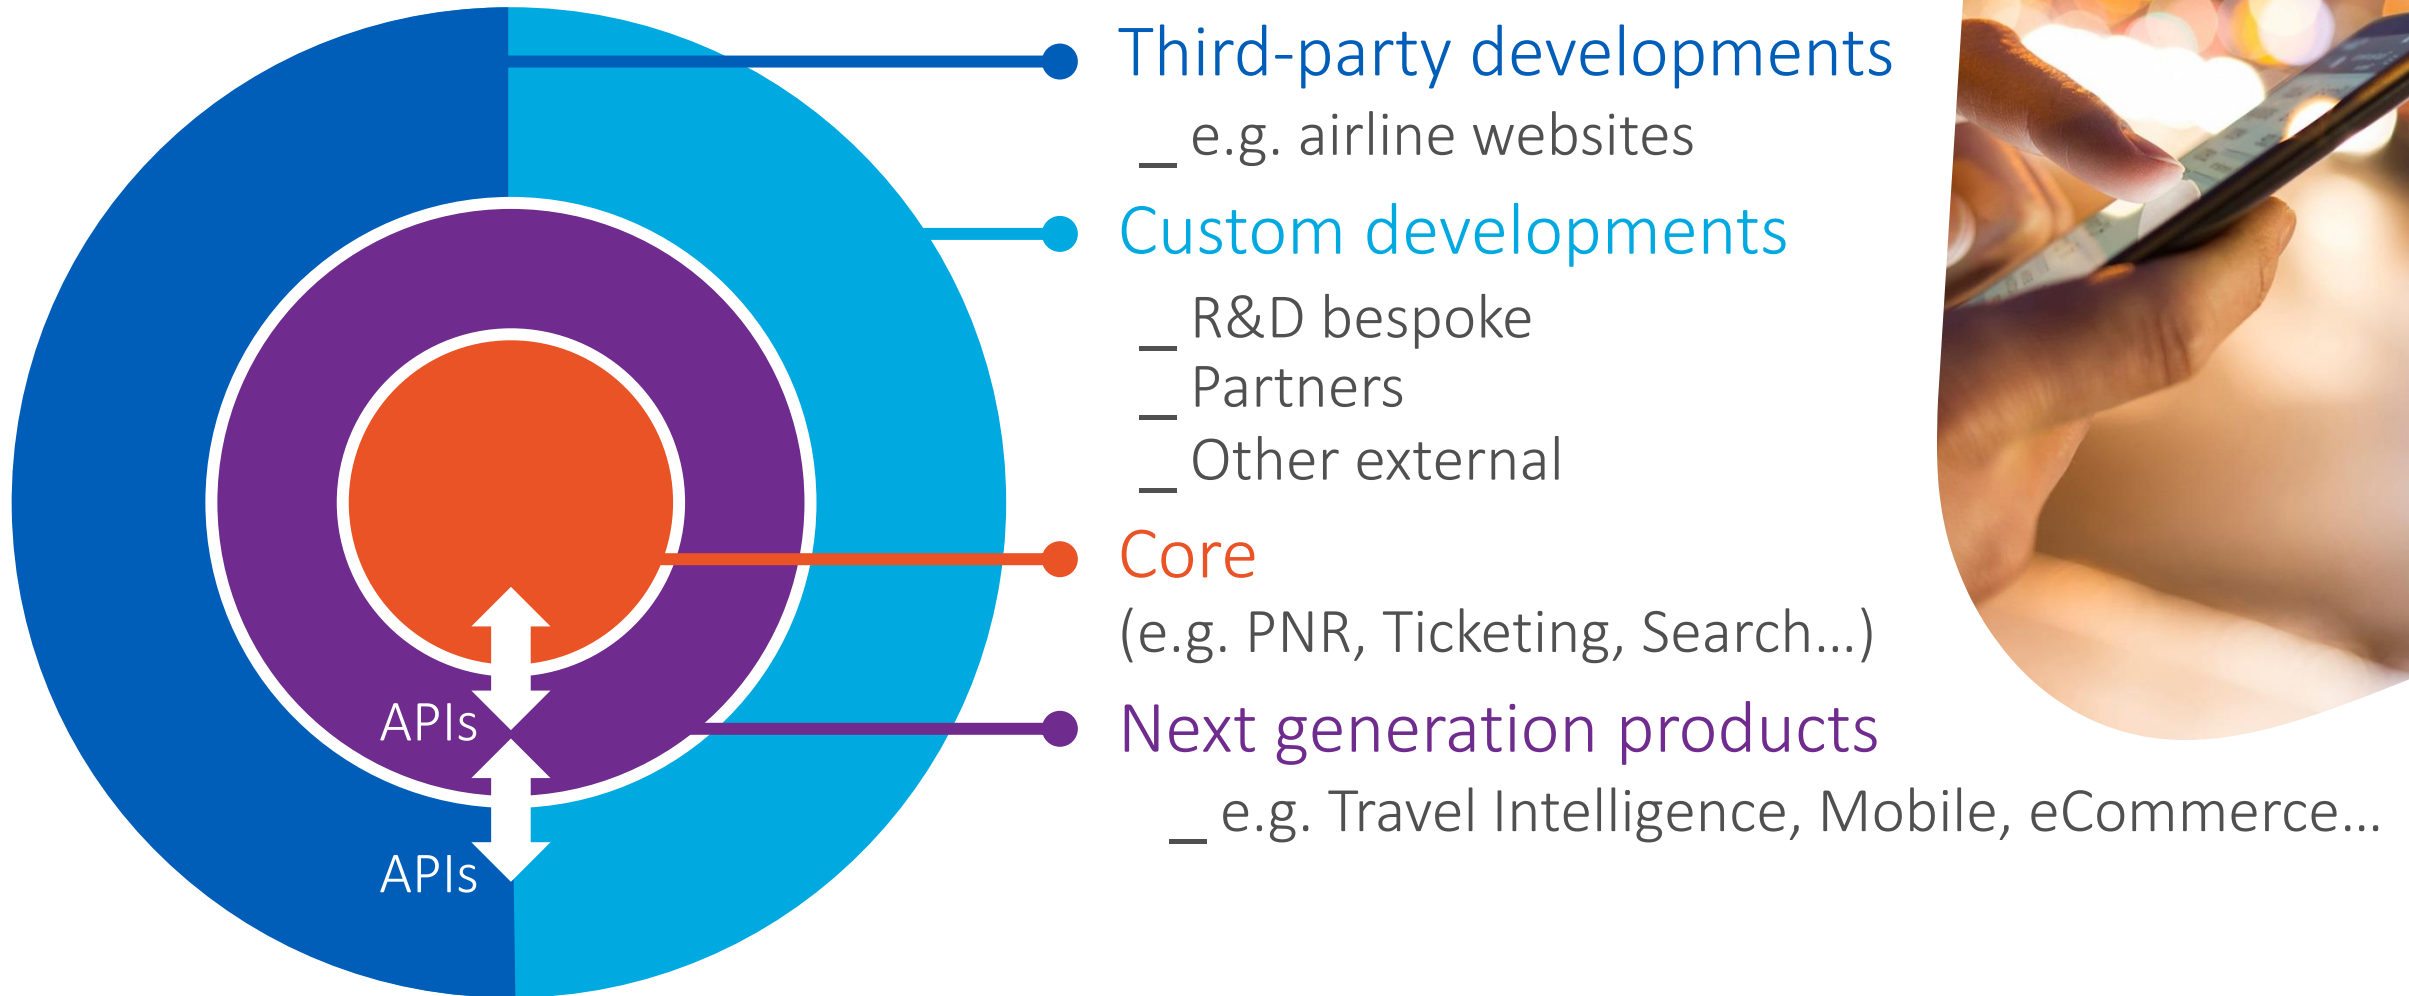 Third-party developments
_ e.g. airline websites
Custom developments
_ R&D bespoke
_ Partners
_ Other external
Core
(e.g. PNR, Ticketing, Search...)
Next generation products
_ e.g. Travel Intelligence, Mobile, eCommerce...
APIs
APIs